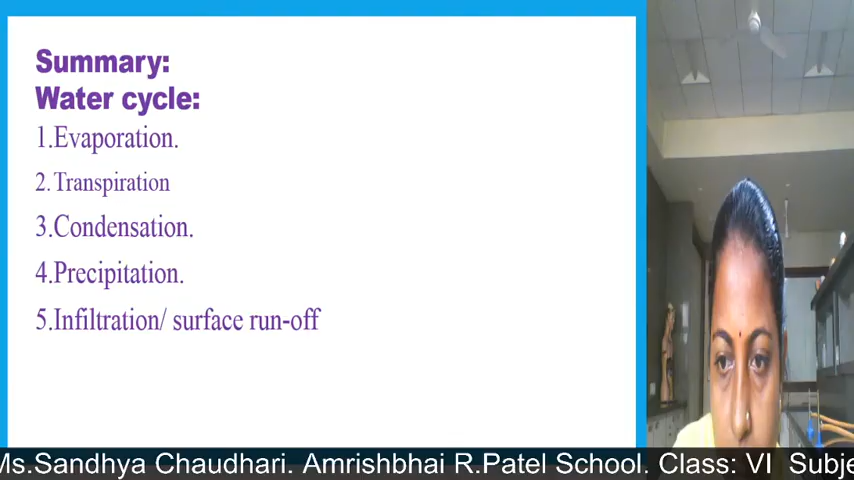 Summary:
Water cycle:
1.Evaporation.
2.Transpiration
3.Condensation.
4.Precipitation.
5.Infiltration/ surface run-off
Ms.Sandhya Chaudhari. Amrishbhai R.Patel School. Class: VI Subje